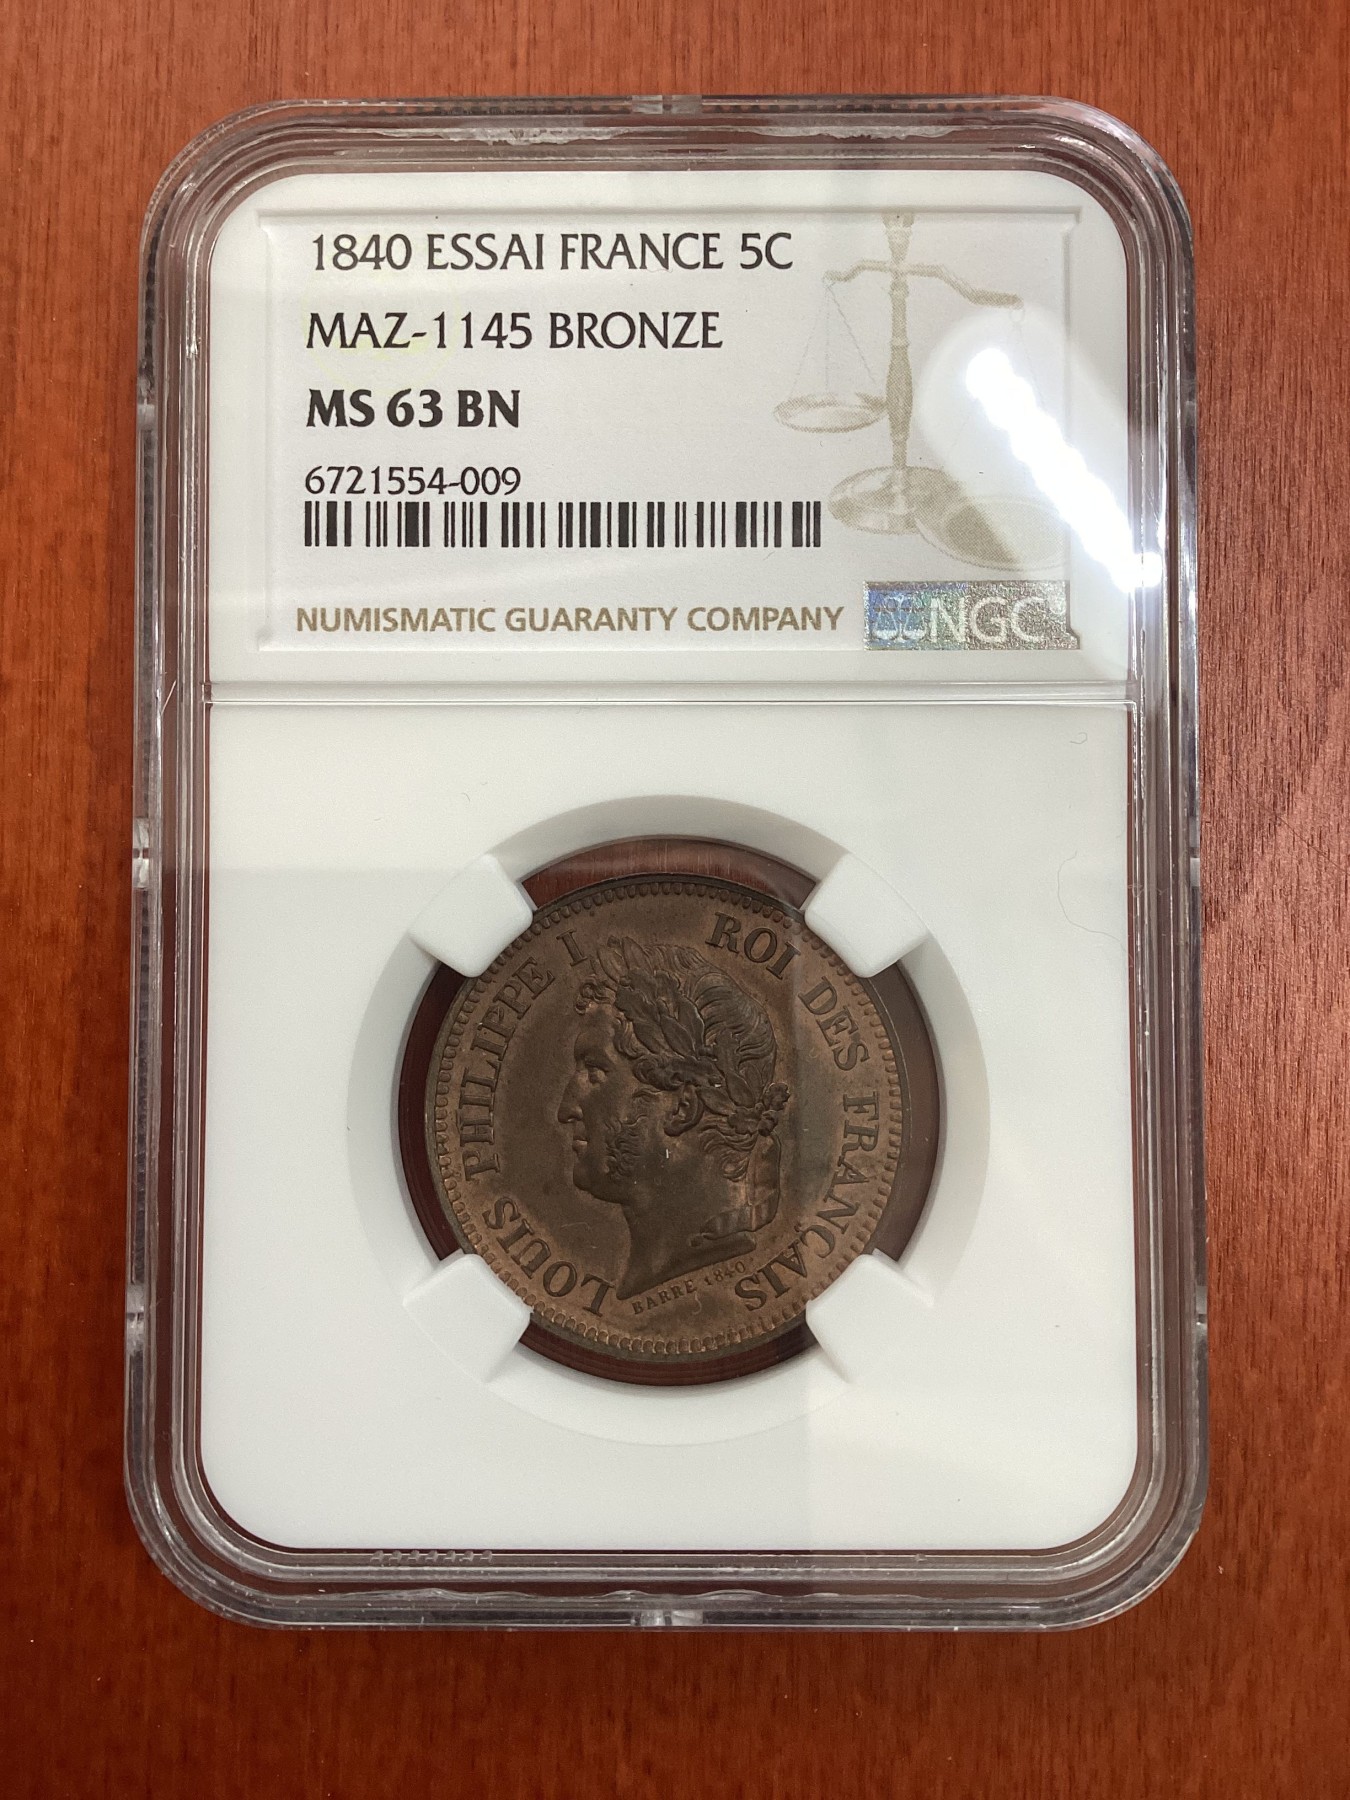 1840 ESSAI FRANCE 5C
MAZ-1145 BRONZE
MS 63 BN
6721554-009
NUMISMATIC GUARANTY COMPANY
NGC
LOUIS PHILIPPE I ROI DES FRANÇAIS
BARRE 1840